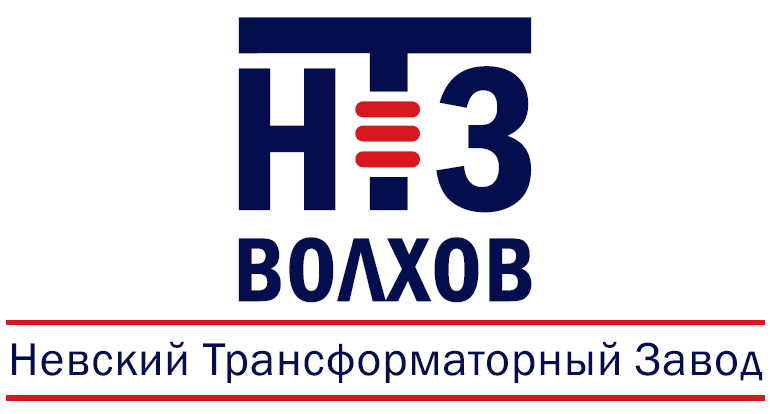 НТЗ
ВОЛХОВ
Невский Трансформаторный Завод